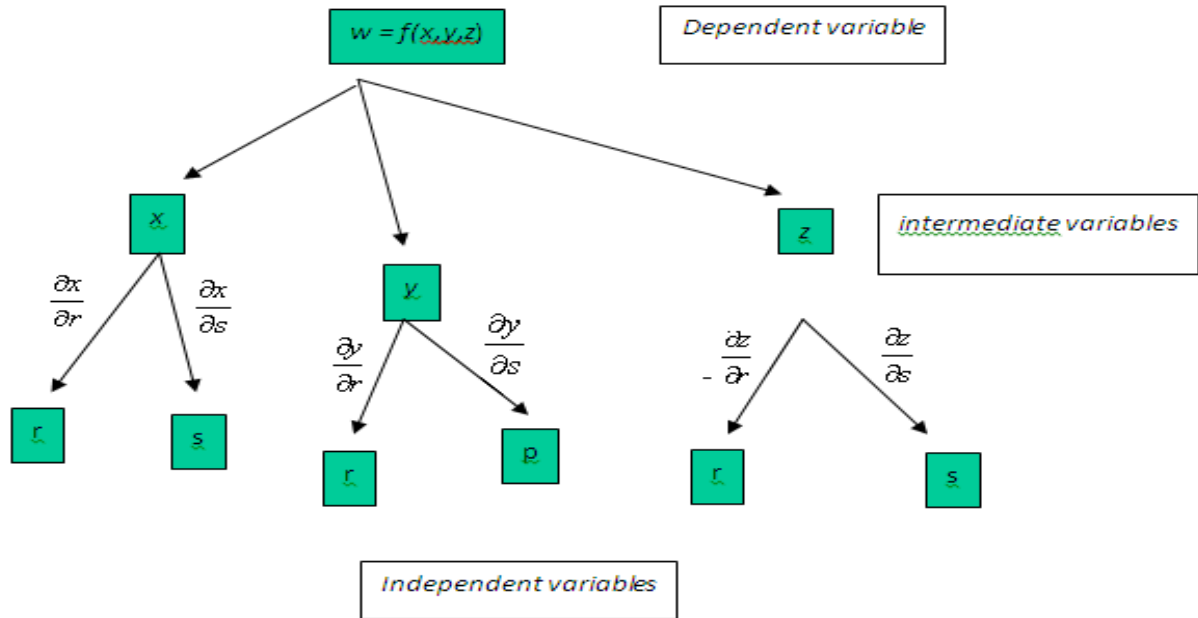 w = f(x,y,z)
Dependent variable
x
z
intermediate variables
y
∂x/∂r
∂x/∂s
∂y/∂r
∂y/∂s
- ∂z/∂r
∂z/∂s
r
s
r
p
r
s
Independent variables